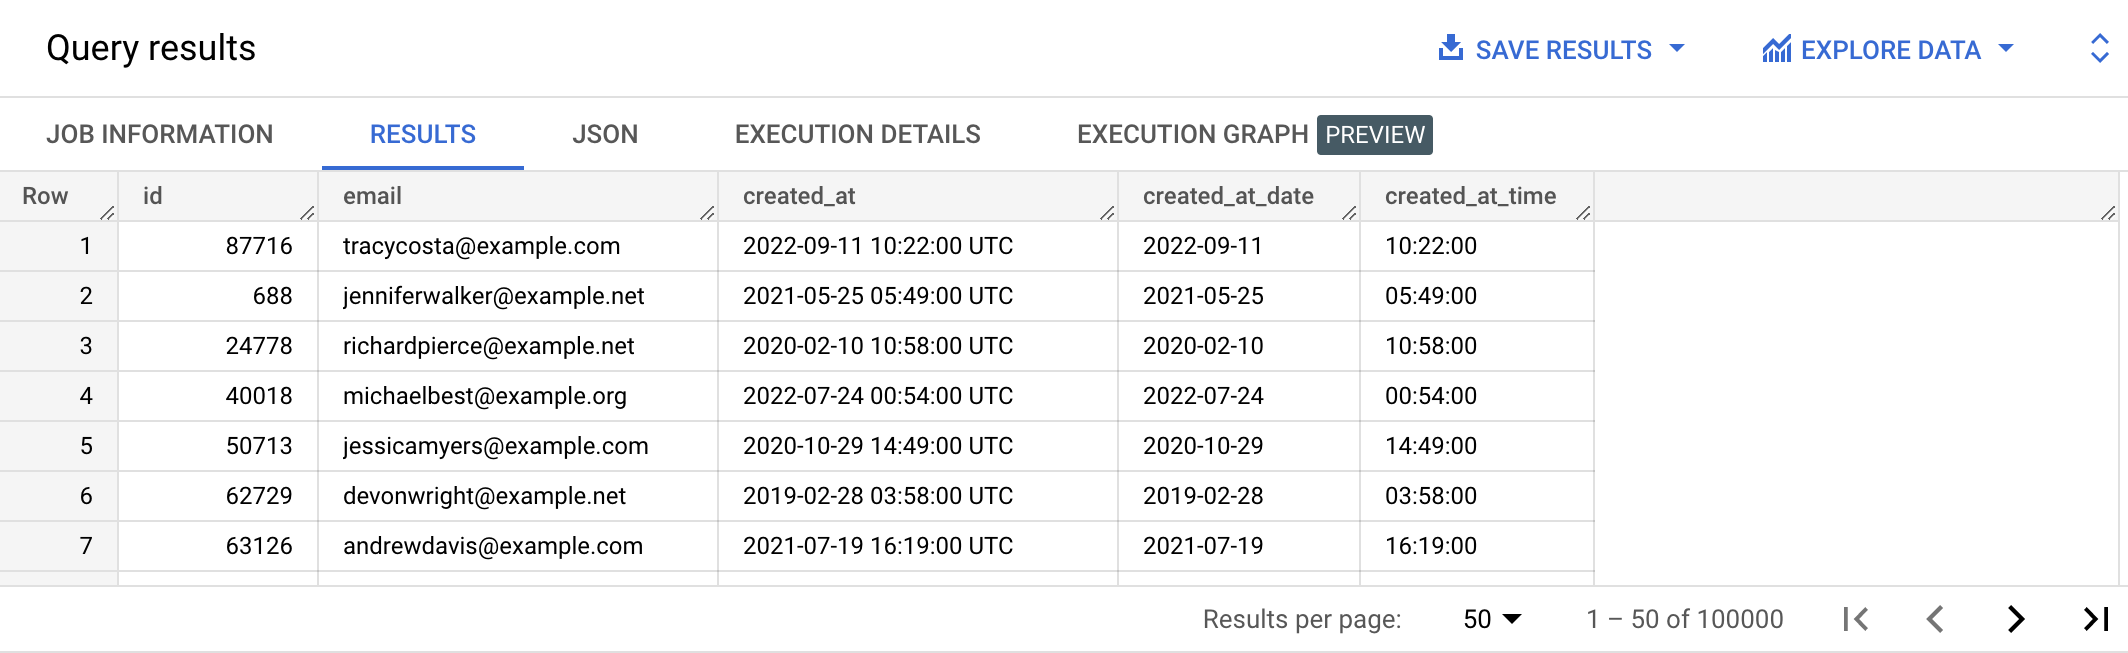 Query results SAVE RESULTS EXPLORE DATA
JOB INFORMATION RESULTS JSON EXECUTION DETAILS EXECUTION GRAPH PREVIEW
Row id email created_at created_at_date created_at_time
1 87716 tracycosta@example.com 2022-09-11 10:22:00 UTC 2022-09-11 10:22:00
2 688 jenniferwalker@example.net 2021-05-25 05:49:00 UTC 2021-05-25 05:49:00
3 24778 richardpierce@example.net 2020-02-10 10:58:00 UTC 2020-02-10 10:58:00
4 40018 michaelbest@example.org 2022-07-24 00:54:00 UTC 2022-07-24 00:54:00
5 50713 jessicamyers@example.com 2020-10-29 14:49:00 UTC 2020-10-29 14:49:00
6 62729 devonwright@example.net 2019-02-28 03:58:00 UTC 2019-02-28 03:58:00
7 63126 andrewdavis@example.com 2021-07-19 16:19:00 UTC 2021-07-19 16:19:00
Results per page: 50 1 – 50 of 100000